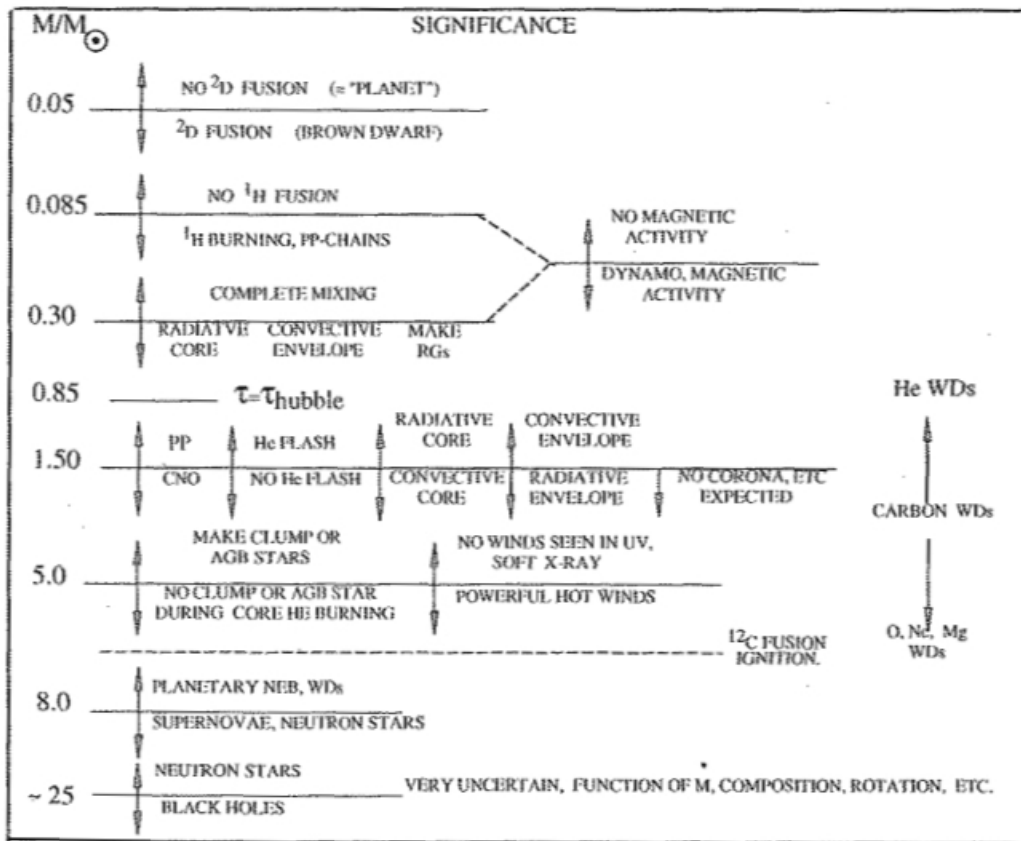 M/M☉ SIGNIFICANCE
NO ²D FUSION (= "PLANET")
0.05
²D FUSION (BROWN DWARF)
NO ¹H FUSION
0.085
¹H BURNING, PP-CHAINS
NO MAGNETIC
ACTIVITY
DYNAMO, MAGNETIC
ACTIVITY
COMPLETE MIXING
0.30
RADIATVE CONVECTIVE MAKE
CORE ENVELOPE RGs
0.85 τ=τhubble
He WDs
PP He FLASH RADIATIVE CONVECTIVE
CORE ENVELOPE
1.50
CNO NO He FLASH CONVECTIVE RADIATIVE NO CORONA, ETC
CORE ENVELOPE EXPECTED
CARBON WDs
MAKE CLUMP OR NO WINDS SEEN IN UV,
AGB STARS SOFT X-RAY
5.0
NO CLUMP OR AGB STAR POWERFUL HOT WINDS
DURING CORE HE BURNING
¹²C FUSION O, Ne, Mg
IGNITION. WDs
PLANETARY NEB, WDs
8.0
SUPERNOVAE, NEUTRON STARS
NEUTRON STARS
~ 25 VERY UNCERTAIN, FUNCTION OF M, COMPOSITION, ROTATION, ETC.
BLACK HOLES